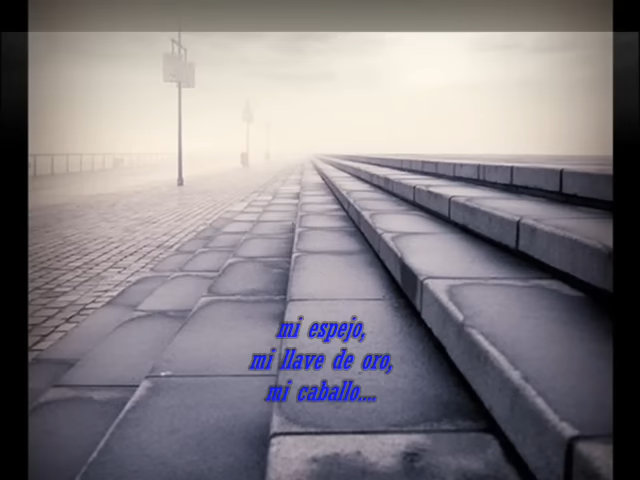 mi espejo,
mi llave de oro,
mi caballo....